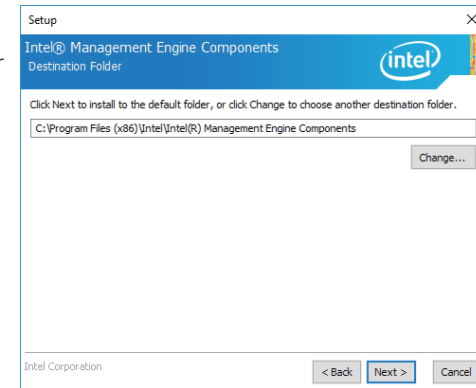 Setup
Intel® Management Engine Components
Destination Folder
intel
Click Next to install to the default folder, or click Change to choose another destination folder.
C:\Program Files (x86)\Intel\Intel(R) Management Engine Components
Change...
Intel Corporation
< Back Next > Cancel